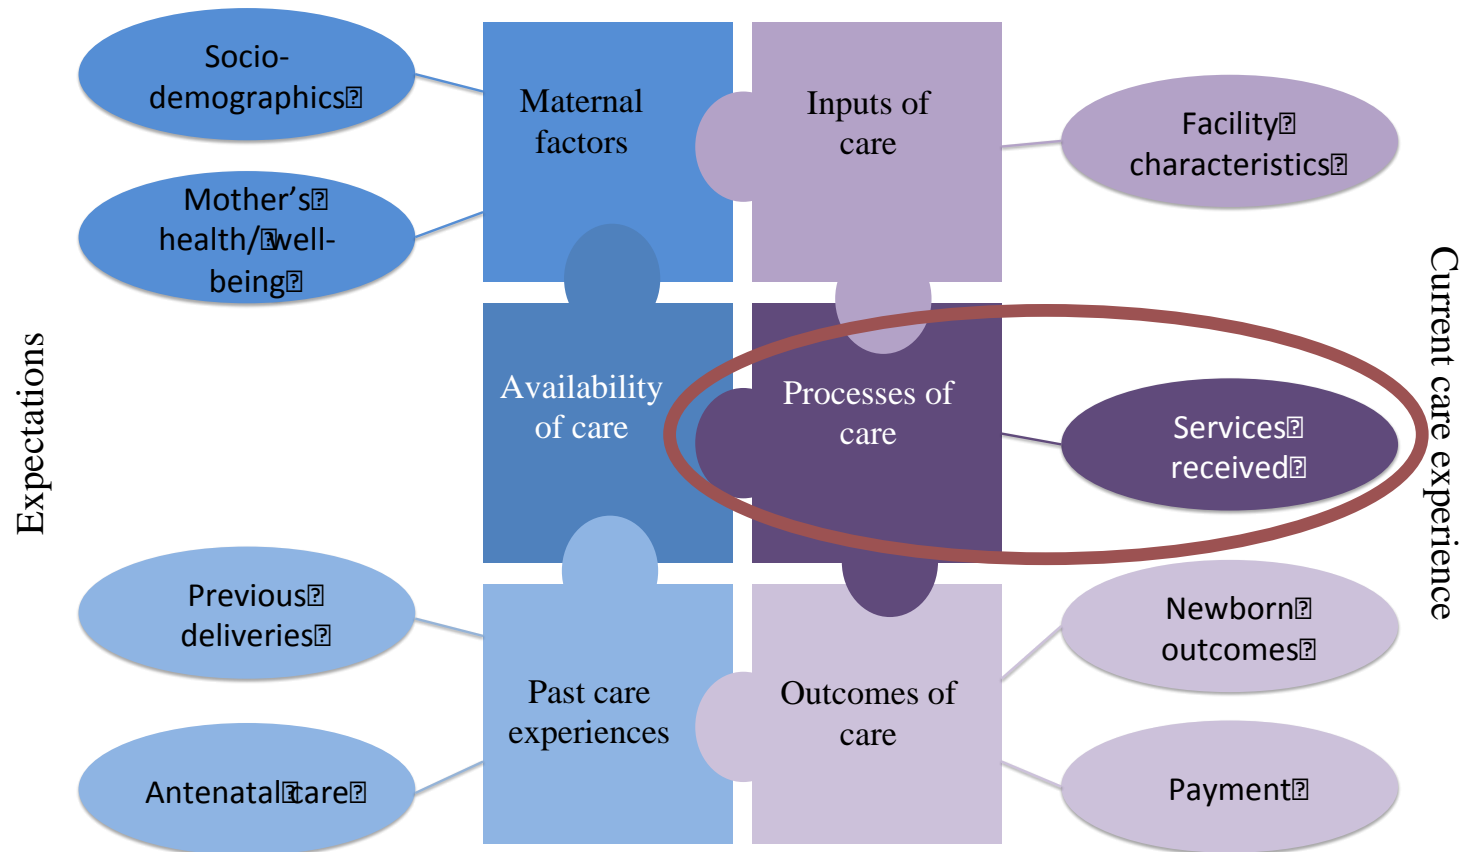 Socio-
demographics⍰
Mother's⍰
health/⍰well-
being⍰
Maternal
factors
Inputs of
care
Facility⍰
characteristics⍰
Expectations
Availability
of care
Processes of
care
Services⍰
received⍰
Current care experience
Previous⍰
deliveries⍰
Antenatal⍰care⍰
Past care
experiences
Outcomes of
care
Newborn⍰
outcomes⍰
Payment⍰